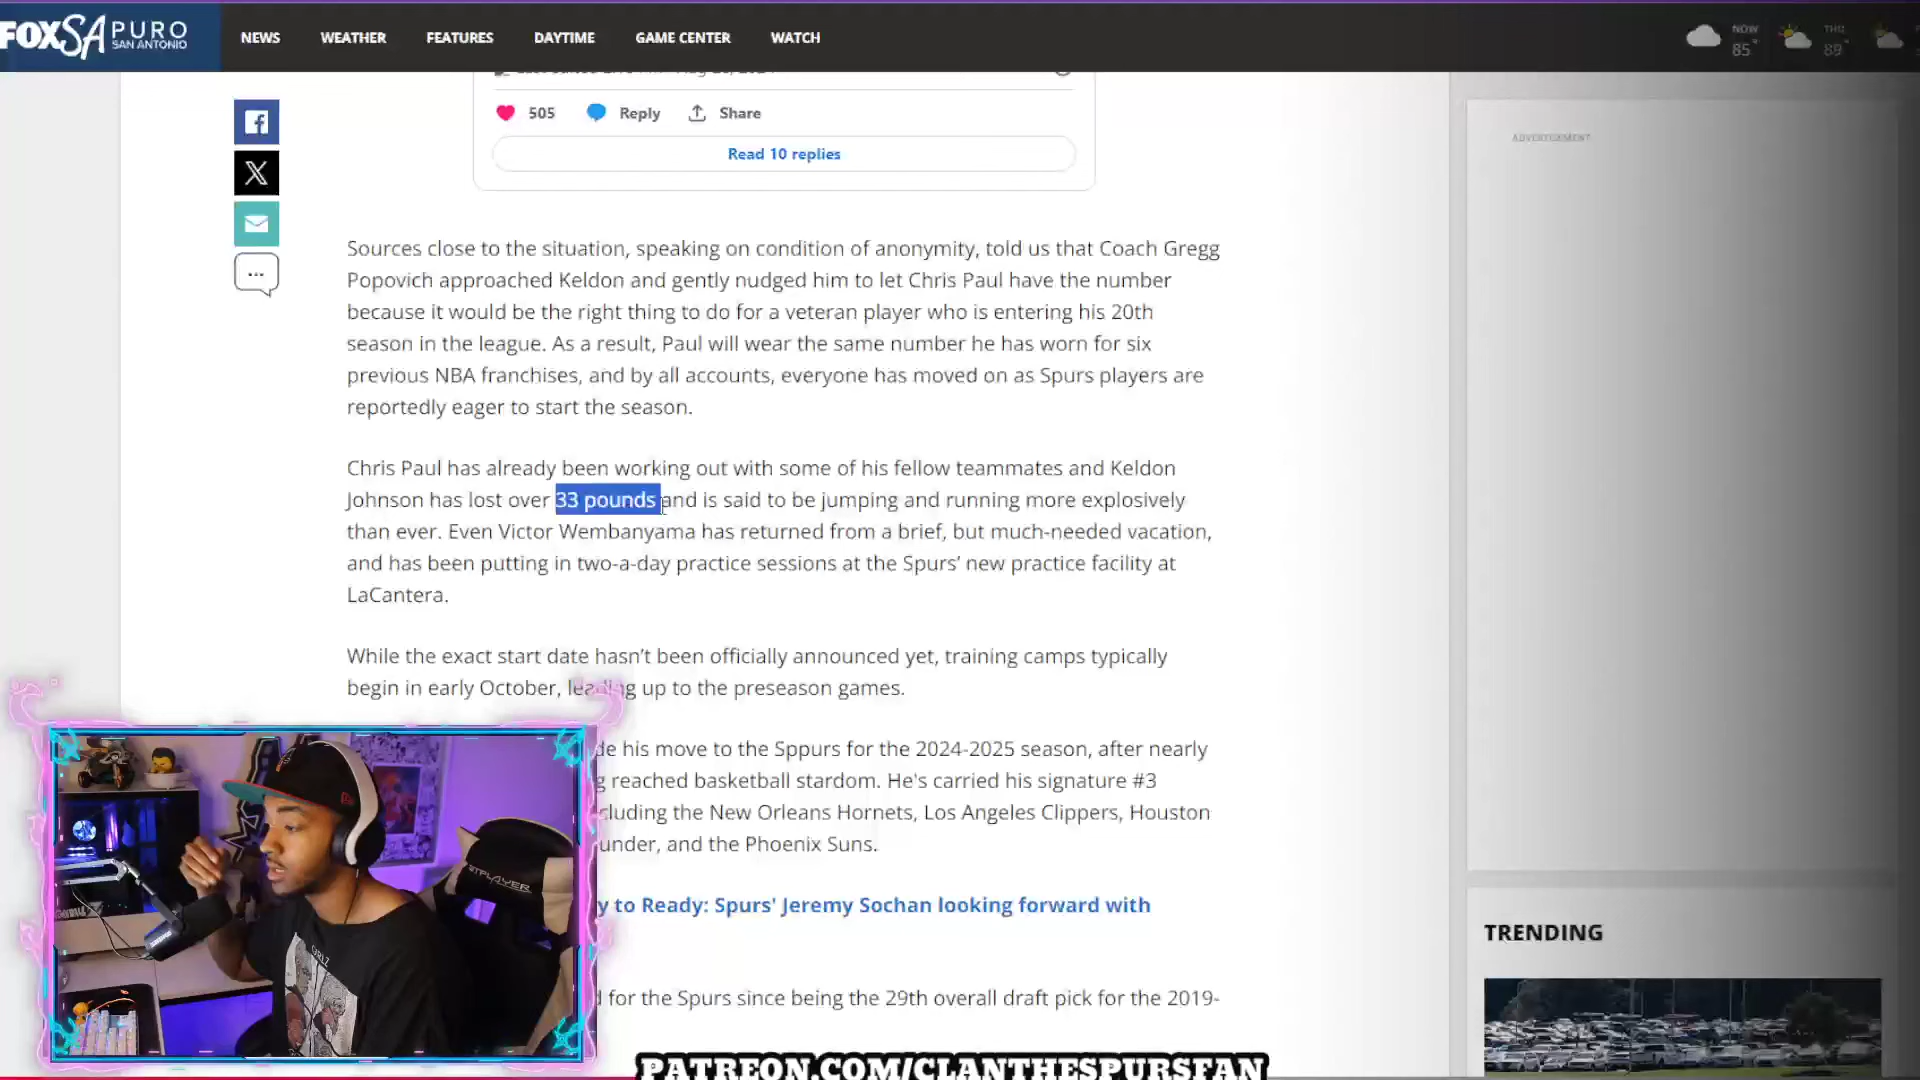 FOX SA PURO
SAN ANTONIO
NEWS
WEATHER
FEATURES
DAYTIME
GAME CENTER
WATCH
NOW
85°
THU
89°
505
Reply
Share
Read 10 replies
ADVERTISEMENT
Sources close to the situation, speaking on condition of anonymity, told us that Coach Gregg
Popovich approached Keldon and gently nudged him to let Chris Paul have the number
because it would be the right thing to do for a veteran player who is entering his 20th
season in the league. As a result, Paul will wear the same number he has worn for six
previous NBA franchises, and by all accounts, everyone has moved on as Spurs players are
reportedly eager to start the season.
Chris Paul has already been working out with some of his fellow teammates and Keldon
Johnson has lost over 33 pounds and is said to be jumping and running more explosively
than ever. Even Victor Wembanyama has returned from a brief, but much-needed vacation,
and has been putting in two-a-day practice sessions at the Spurs’ new practice facility at
LaCantera.
While the exact start date hasn’t been officially announced yet, training camps typically
begin in early October, leading up to the preseason games.
de his move to the Sppurs for the 2024-2025 season, after nearly
g reached basketball stardom. He's carried his signature #3
cluding the New Orleans Hornets, Los Angeles Clippers, Houston
under, and the Phoenix Suns.
y to Ready: Spurs' Jeremy Sochan looking forward with
d for the Spurs since being the 29th overall draft pick for the 2019-
TRENDING
PATREON.COM/CLANTHESPURSFAN